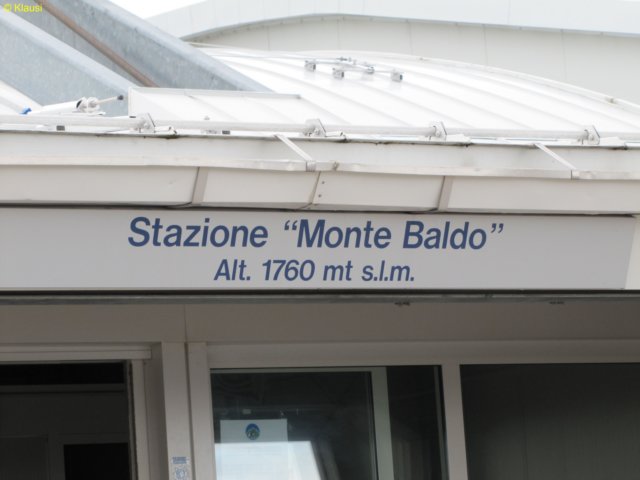 © Klausi
Stazione “Monte Baldo”
Alt. 1760 mt s.l.m.